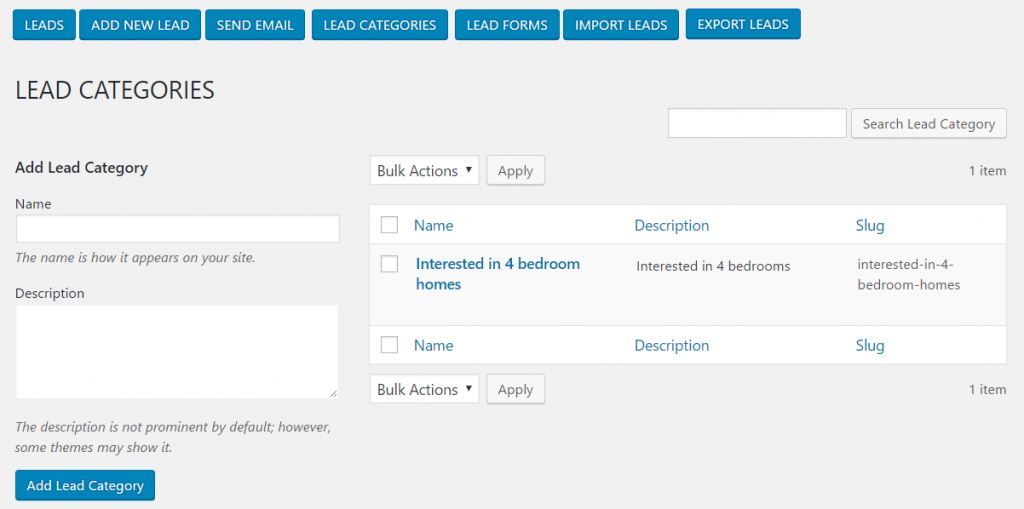 LEADS ADD NEW LEAD SEND EMAIL LEAD CATEGORIES LEAD FORMS IMPORT LEADS EXPORT LEADS
LEAD CATEGORIES
Search Lead Category
Add Lead Category
Name
The name is how it appears on your site.
Description
The description is not prominent by default; however,
some themes may show it.
Add Lead Category
Bulk Actions Apply 1 item
Name Description Slug
Interested in 4 bedroom
homes
Interested in 4 bedrooms
interested-in-4-
bedroom-homes
Name Description Slug
Bulk Actions Apply 1 item